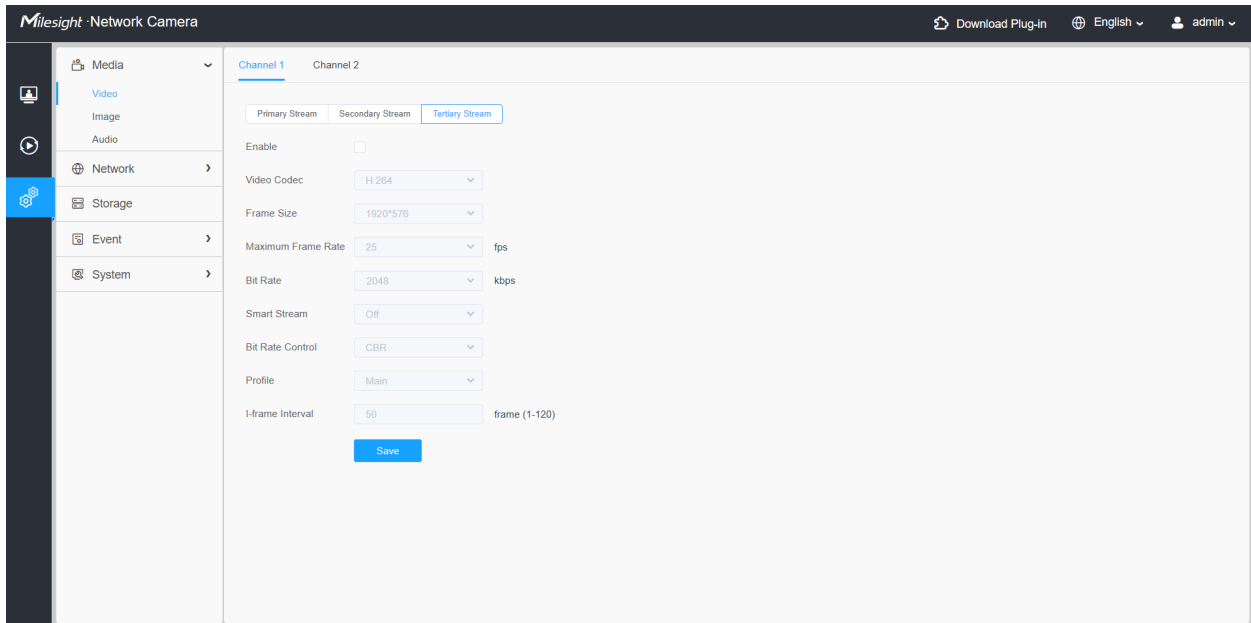 Milesight ·Network Camera
Download Plug-in
English
admin
Media
Video
Image
Audio
Network
Storage
Event
System
Channel 1 Channel 2
Primary Stream Secondary Stream Tertiary Stream
Enable
Video Codec H.264
Frame Size 1920*576
Maximum Frame Rate 25 fps
Bit Rate 2048 kbps
Smart Stream Off
Bit Rate Control CBR
Profile Main
I-frame Interval 50 frame (1-120)
Save